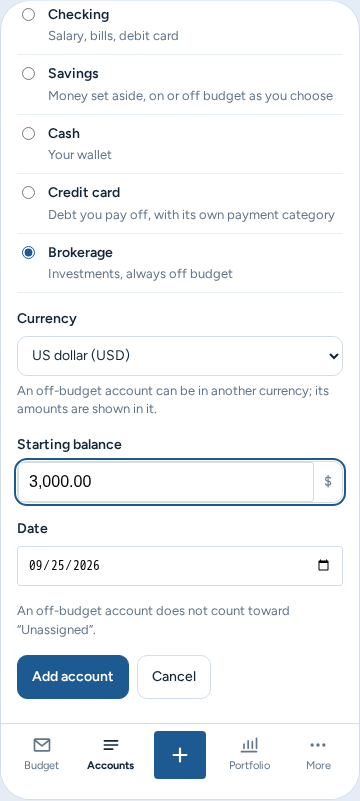 Checking
Salary, bills, debit card
Savings
Money set aside, on or off budget as you choose
Cash
Your wallet
Credit card
Debt you pay off, with its own payment category
Brokerage
Investments, always off budget
Currency
US dollar (USD)
An off-budget account can be in another currency; its
amounts are shown in it.
Starting balance
3,000.00 $
Date
09/25/2026
An off-budget account does not count toward
“Unassigned”.
Add account Cancel
Budget Accounts + Portfolio More